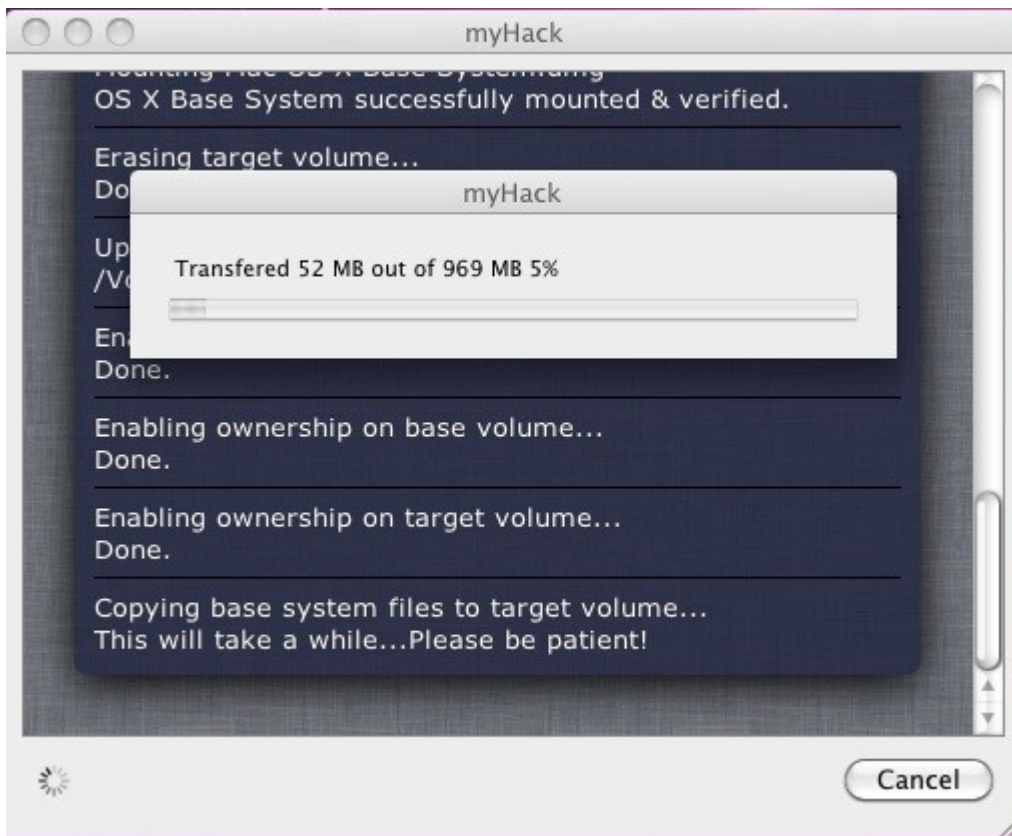 myHack
OS X Base System successfully mounted & verified.
Erasing target volume...
myHack
Transfered 52 MB out of 969 MB 5%
Done.
Enabling ownership on base volume...
Done.
Enabling ownership on target volume...
Done.
Copying base system files to target volume...
This will take a while...Please be patient!
Cancel